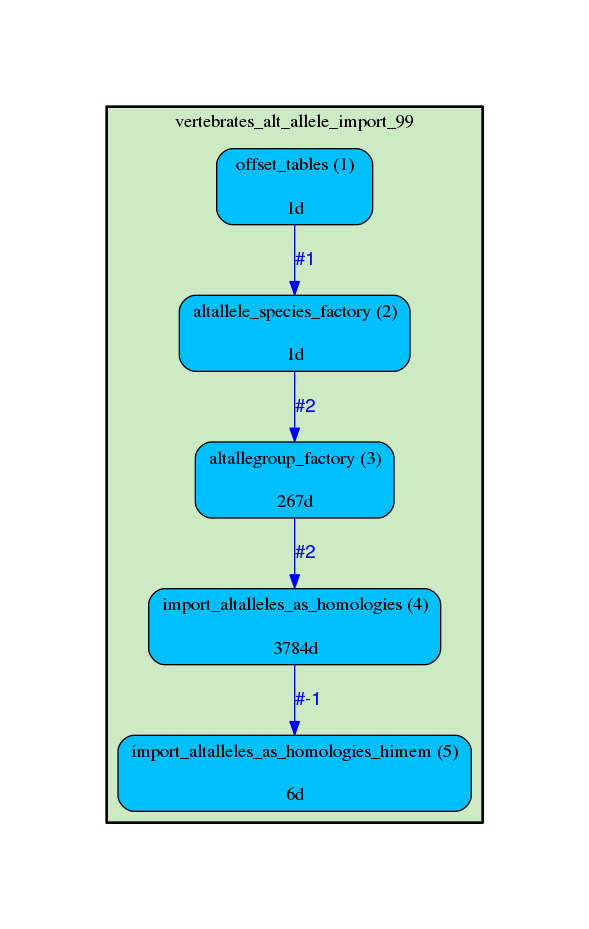 vertebrates_alt_allele_import_99
offset_tables (1)
1d
#1
altallele_species_factory (2)
1d
#2
altallegroup_factory (3)
267d
#2
import_altalleles_as_homologies (4)
3784d
#-1
import_altalleles_as_homologies_himem (5)
6d